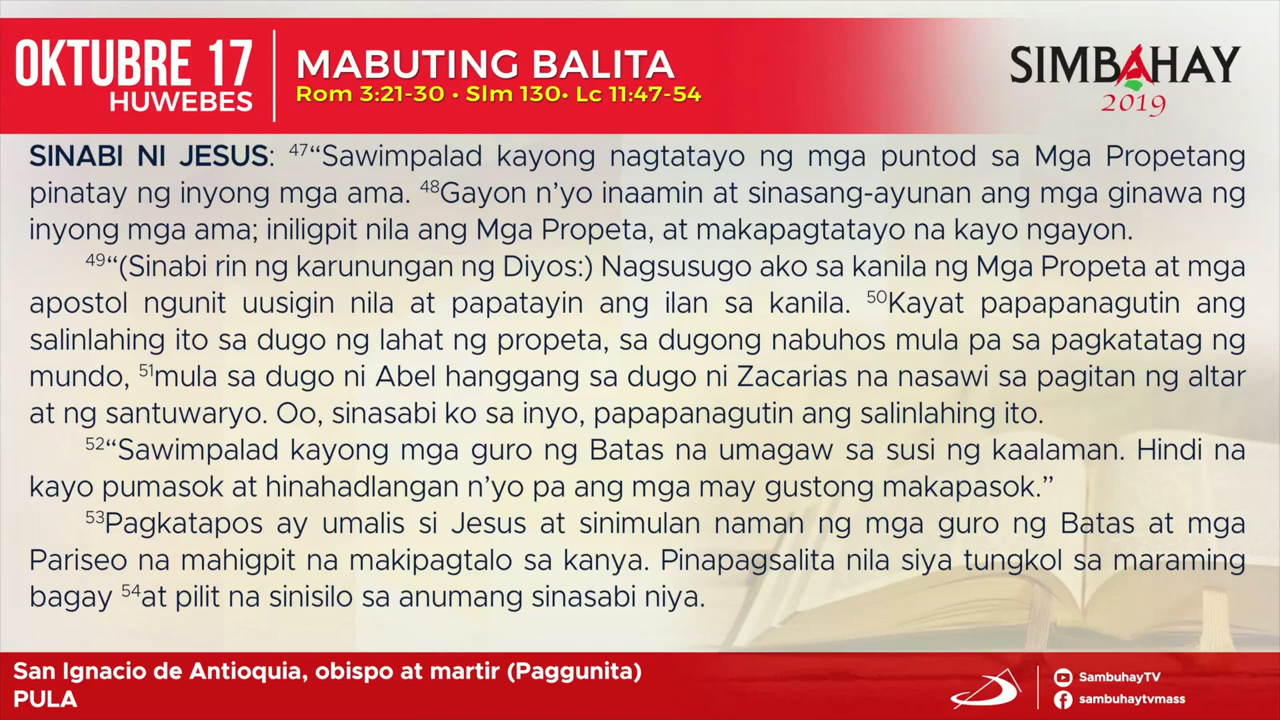 OKTUBRE 17
HUWEBES
MABUTING BALITA
Rom 3:21-30 • Slm 130• Lc 11:47-54
SIMBAHAY
2019
SINABI NI JESUS: ⁴⁷“Sawimpalad kayong nagtatayo ng mga puntod sa Mga Propetang
pinatay ng inyong mga ama. ⁴⁸Gayon n’yo inaamin at sinasang-ayunan ang mga ginawa ng
inyong mga ama; iniligpit nila ang Mga Propeta, at makapagtatayo na kayo ngayon.
⁴⁹“(Sinabi rin ng karunungan ng Diyos:) Nagsusugo ako sa kanila ng Mga Propeta at mga
apostol ngunit uusigin nila at papatayin ang ilan sa kanila. ⁵⁰Kayat papapanagutin ang
salinlahing ito sa dugo ng lahat ng propeta, sa dugong nabuhos mula pa sa pagkatatag ng
mundo, ⁵¹mula sa dugo ni Abel hanggang sa dugo ni Zacarias na nasawi sa pagitan ng altar
at ng santuwaryo. Oo, sinasabi ko sa inyo, papapanagutin ang salinlahing ito.
⁵²“Sawimpalad kayong mga guro ng Batas na umagaw sa susi ng kaalaman. Hindi na
kayo pumasok at hinahadlangan n’yo pa ang mga may gustong makapasok.”
⁵³Pagkatapos ay umalis si Jesus at sinimulan naman ng mga guro ng Batas at mga
Pariseo na mahigpit na makipagtalo sa kanya. Pinapagsalita nila siya tungkol sa maraming
bagay ⁵⁴at pilit na sinisilo sa anumang sinasabi niya.
San Ignacio de Antioquia, obispo at martir (Paggunita)
PULA
SambuhayTV
sambuhaytvmass